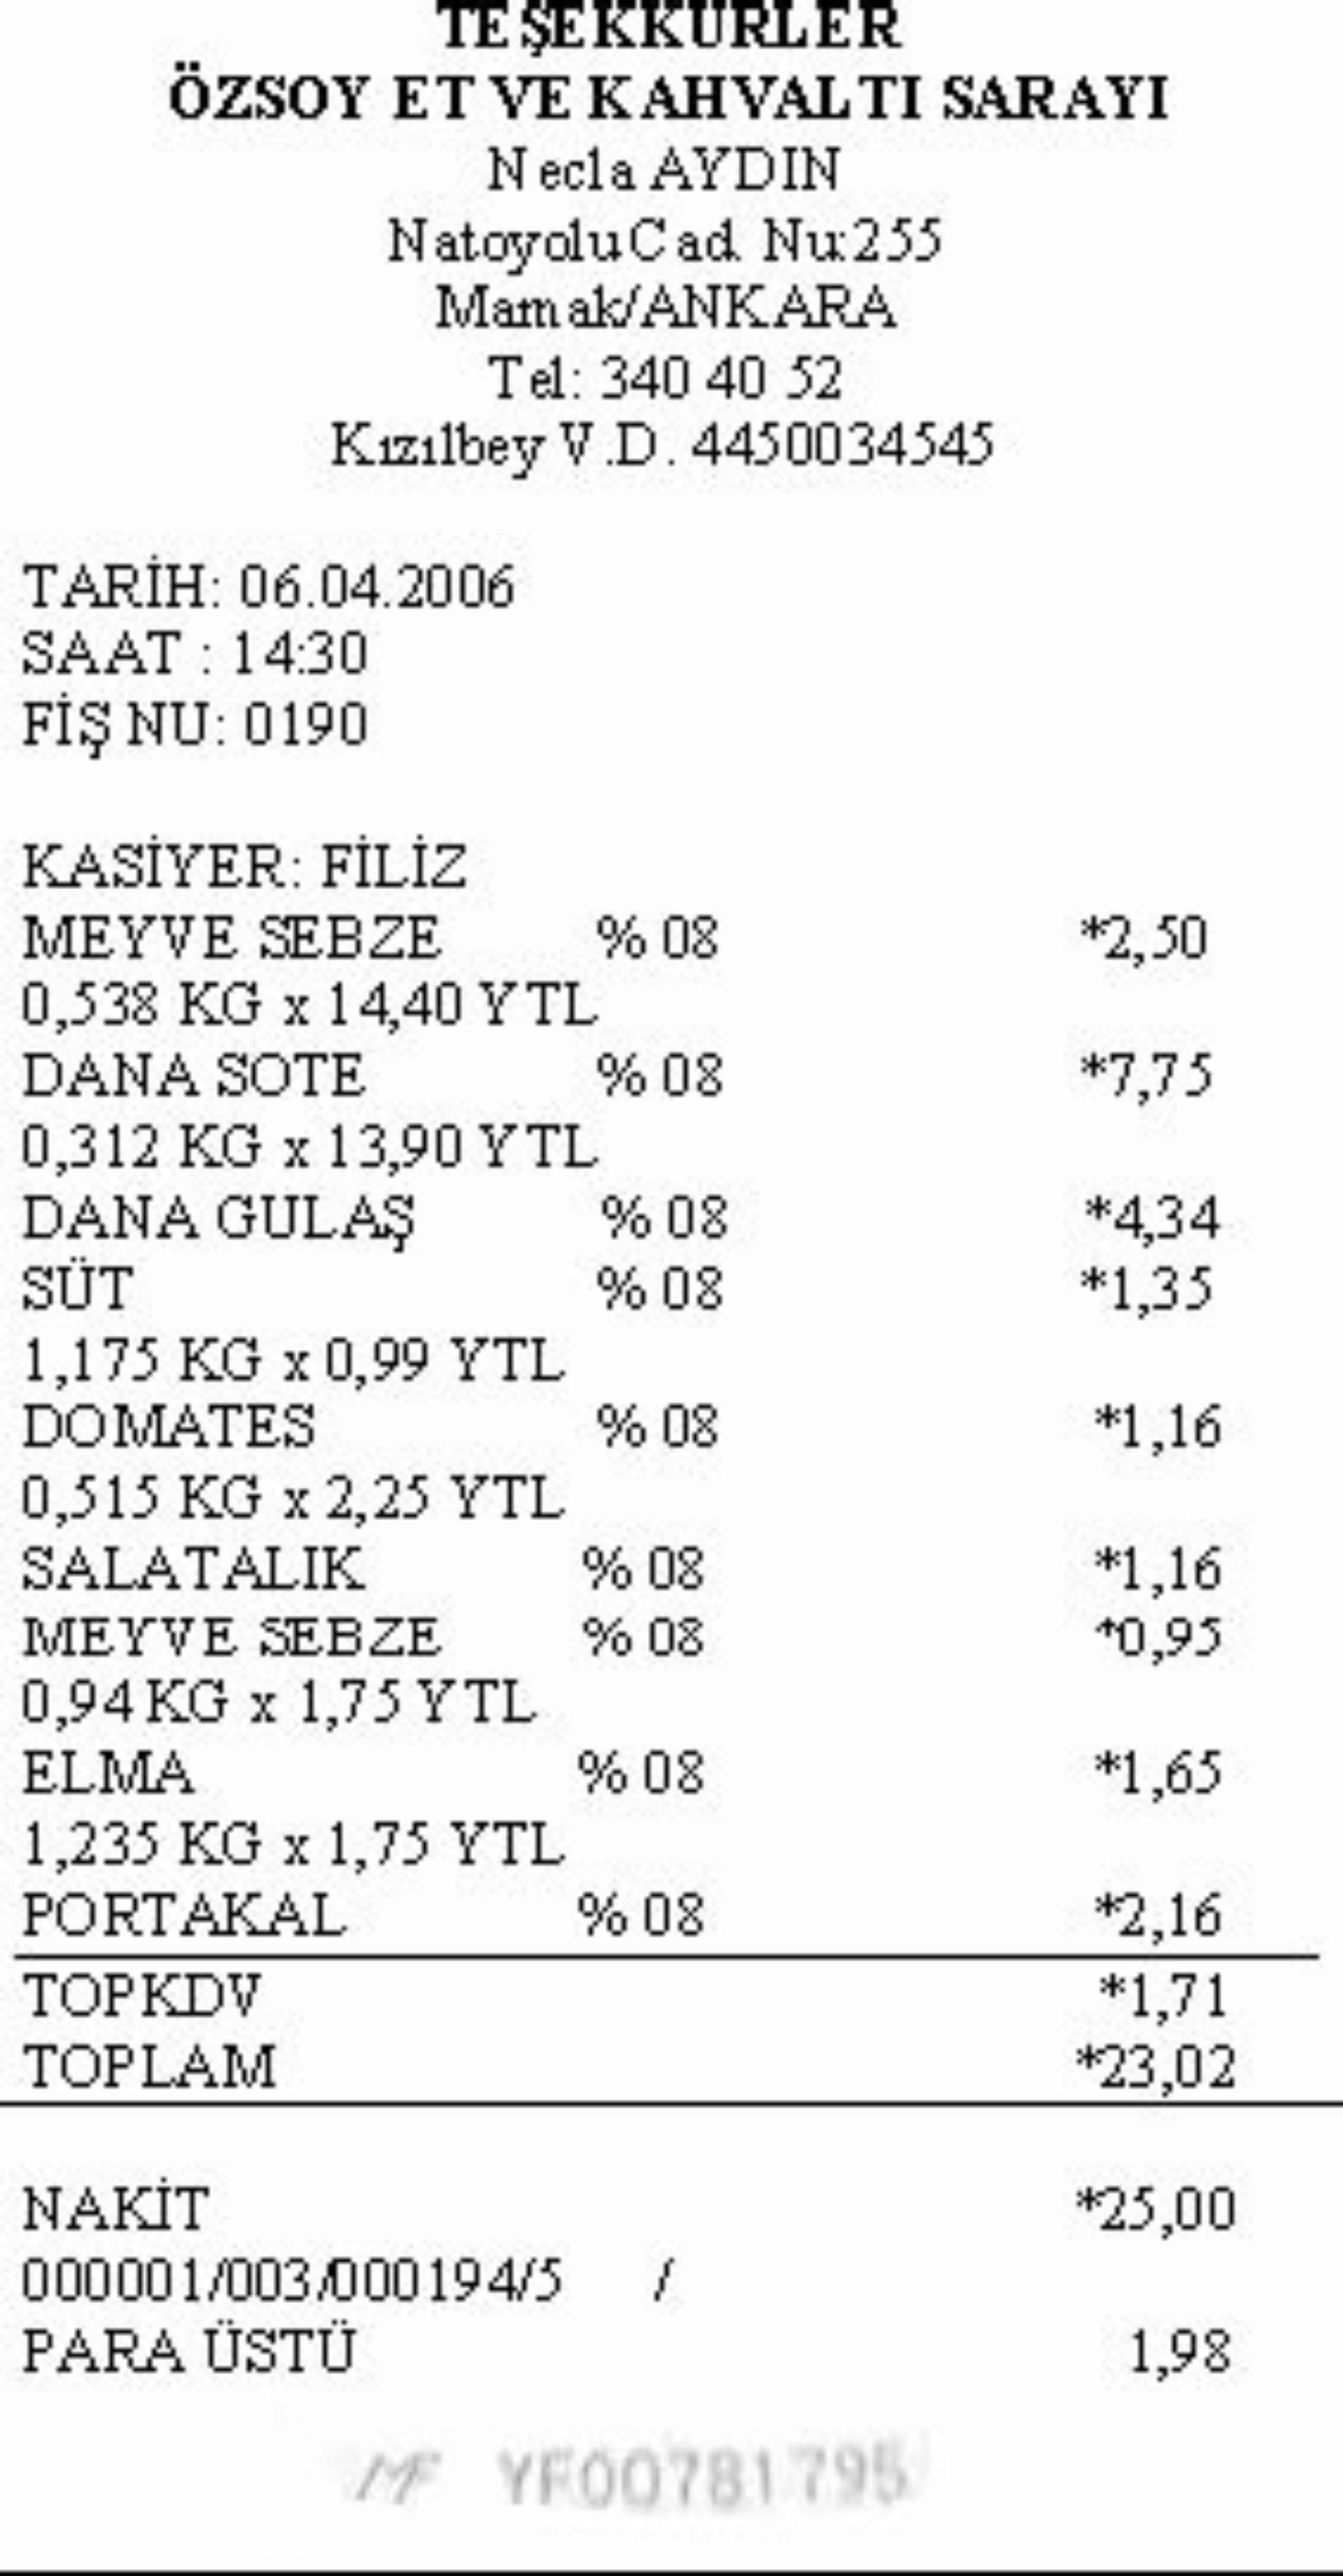 TEŞEKKÜRLER
ÖZSOY ET VE KAHVALTI SARAYI
Necla AYDIN
Natoyolu Cad. Nu:255
Mamak/ANKARA
Tel: 340 40 52
Kızılbey V.D. 4450034545
TARİH: 06.04.2006
SAAT : 14:30
FİŞ NU: 0190
KASİYER: FİLİZ
MEYVE SEBZE % 08 *2,50
0,538 KG x 14,40 YTL
DANA SOTE % 08 *7,75
0,312 KG x 13,90 YTL
DANA GULAŞ % 08 *4,34
SÜT % 08 *1,35
1,175 KG x 0,99 YTL
DOMATES % 08 *1,16
0,515 KG x 2,25 YTL
SALATALIK % 08 *1,16
MEYVE SEBZE % 08 *0,95
0,94 KG x 1,75 YTL
ELMA % 08 *1,65
1,235 KG x 1,75 YTL
PORTAKAL % 08 *2,16
TOPKDV *1,71
TOPLAM *23,02
NAKİT *25,00
000001/003/000194/5 /
PARA ÜSTÜ 1,98
MF YF00781795